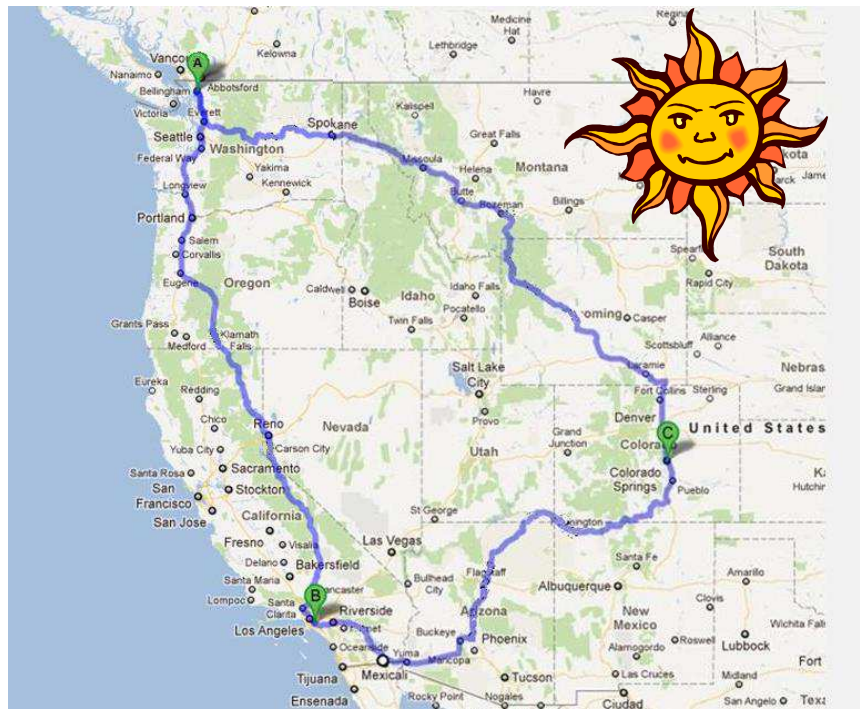 Medicine
Hat
Regina
Kelowna
Lethbridge
A
Vancou
Nanaimo
Abbotsford
Bellingham
Victoria
Everett
Kalispell
Havre
Spokane
Great Falls
Seattle
Washington
Federal Way
Missoula
Montana
Helena
Yakima
Kennewick
Butte
Bozeman
Billings
Longview
Portland
Salem
Corvallis
Eugene
Oregon
Caldwell
Boise
Idaho
Idaho Falls
Pocatello
Twin Falls
South
Dakota
Rapid City
Casper
Grants Pass
Medford
Klamath
Falls
Alliance
Scottsbluff
Laramie
Nebras
Grand Islan
Eureka
Redding
Salt Lake
City
Provo
Fort Collins
Sterling
Denver
C
United States
Chico
Reno
Nevada
Carson City
Grand
Junction
Utah
Colorado
Springs
Yuba City
Sacramento
Santa Rosa
San
Francisco
Stockton
San Jose
California
Pueblo
Hutchin
St George
Fresno
Visalia
Las Vegas
Delano
Bakersfield
Santa Maria
Lompoc
Santa
Clarita
B
Los Angeles
Riverside
Bullhead
City
Flagstaff
Santa Fe
Albuquerque
Amarillo
Arizona
New
Mexico
Clovis
Wichita Fall
Oceanside
Buckeye
Phoenix
Roswell
Lubbock
Alamogordo
Yuma
Maricopa
Tijuana
Mexicali
Ensenada
Tucson
Las Cruces
Midland
Fort
Rocky Point
Nogales
Ciudad
San Angelo
Texa